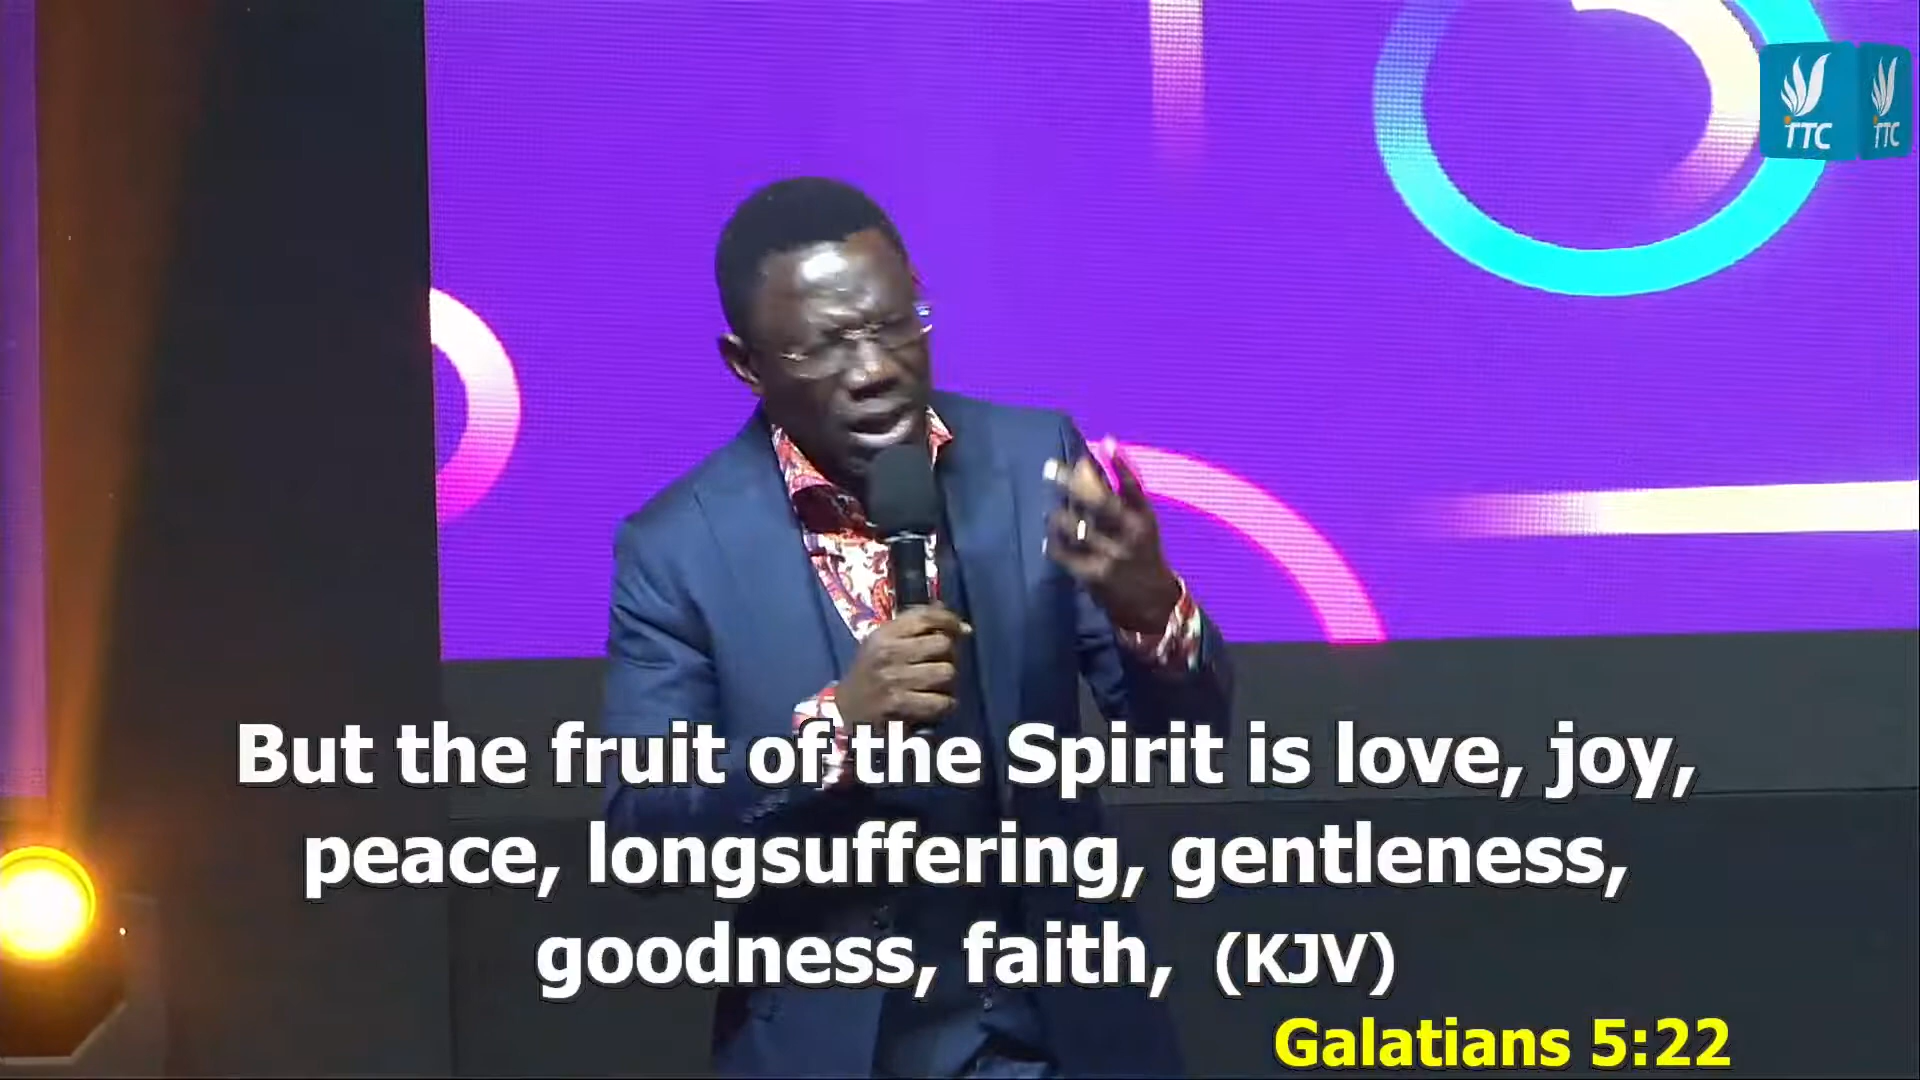 TTC TTC
But the fruit of the Spirit is love, joy,
peace, longsuffering, gentleness,
goodness, faith, (KJV)
Galatians 5:22